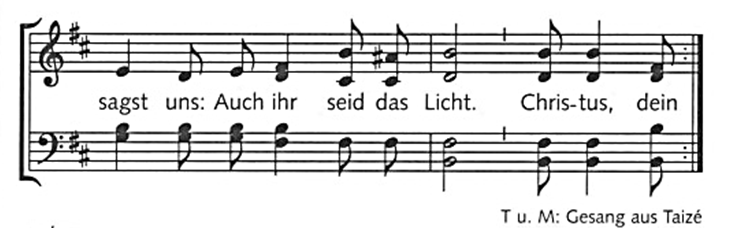 sagst uns: Auch ihr seid das Licht. Chris-tus, dein
T u. M: Gesang aus Taizé